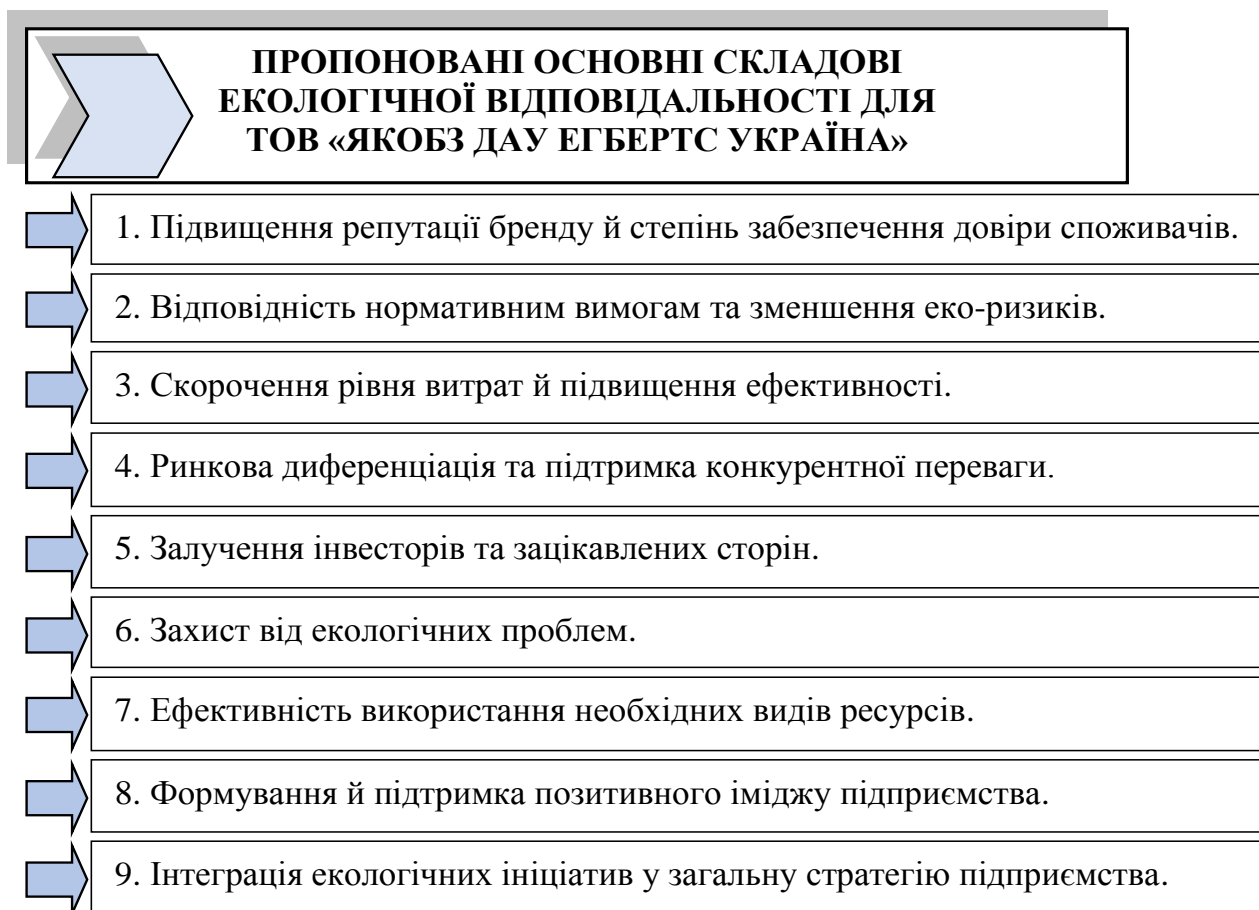 ПРОПОНОВАНІ ОСНОВНІ СКЛАДОВІ
ЕКОЛОГІЧНОЇ ВІДПОВІДАЛЬНОСТІ ДЛЯ
ТОВ «ЯКОБЗ ДАУ ЕГБЕРТС УКРАЇНА»
1. Підвищення репутації бренду й степінь забезпечення довіри споживачів.
2. Відповідність нормативним вимогам та зменшення еко-ризиків.
3. Скорочення рівня витрат й підвищення ефективності.
4. Ринкова диференціація та підтримка конкурентної переваги.
5. Залучення інвесторів та зацікавлених сторін.
6. Захист від екологічних проблем.
7. Ефективність використання необхідних видів ресурсів.
8. Формування й підтримка позитивного іміджу підприємства.
9. Інтеграція екологічних ініціатив у загальну стратегію підприємства.